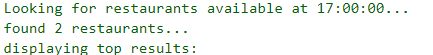 Looking for restaurants available at 17:00:00...
found 2 restaurants...
displaying top results: